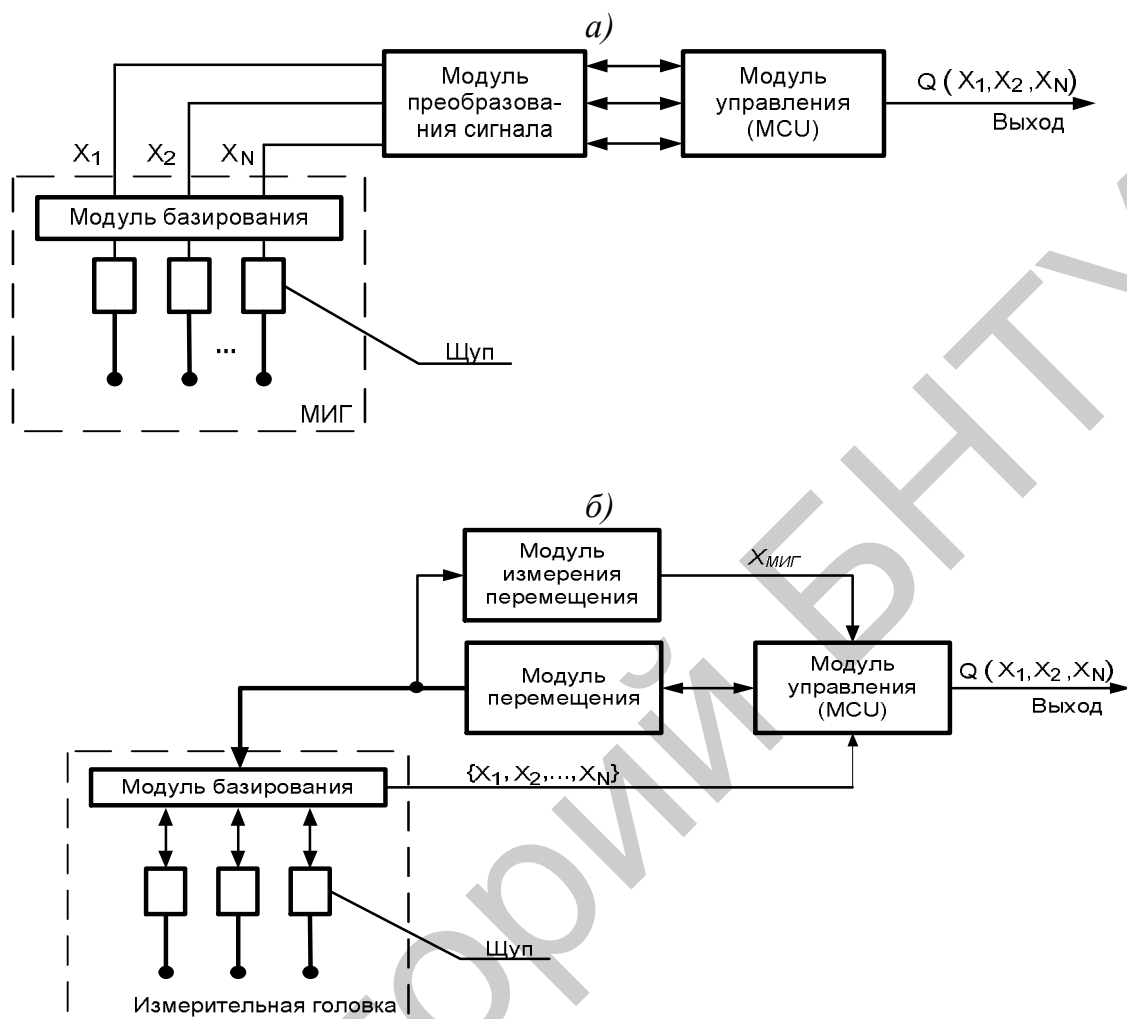 а)
Модуль
преобразова-
ния сигнала
Модуль
управления
(MCU)
Q ( X1,X2 ,XN)
Выход
X1 X2 XN
Модуль базирования
...
Щуп
МИГ
б)
Модуль
измерения
перемещения
XМИГ
Модуль
перемещения
Модуль
управления
(MCU)
Q ( X1,X2 ,XN)
Выход
Модуль базирования
{X1, X2,...,XN}
Щуп
Измерительная головка
торий БНТУ